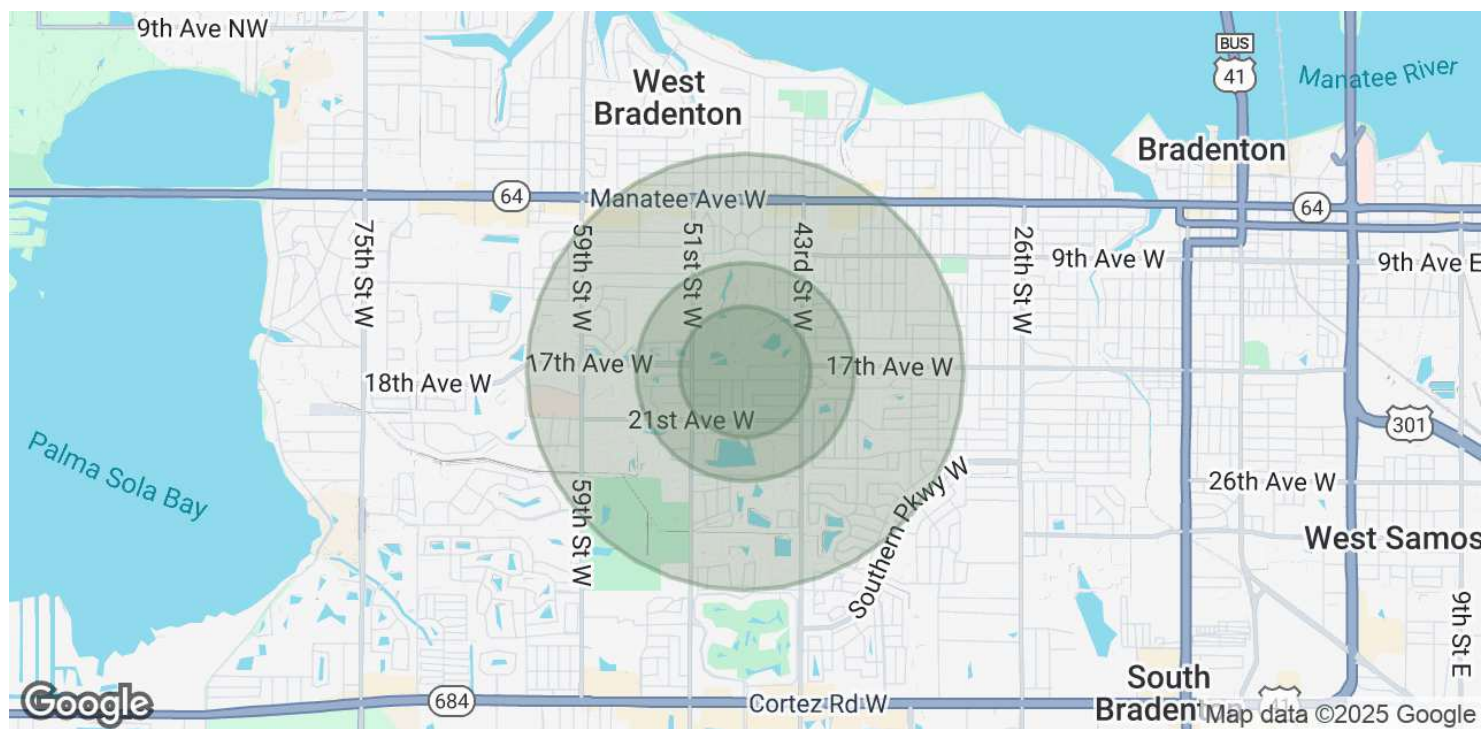 9th Ave NW
West
Bradenton
BUS
41
Manatee River
Bradenton
64
Manatee Ave W
64
75th St W
59th St W
51st St W
43rd St W
26th St W
9th Ave W
9th Ave E
17th Ave W
17th Ave W
18th Ave W
21st Ave W
301
Palma Sola Bay
59th St W
Southern Pkwy W
26th Ave W
West Samos
9th St E
South
Bradenton
684
Cortez Rd W
41
Google
Map data ©2025 Google